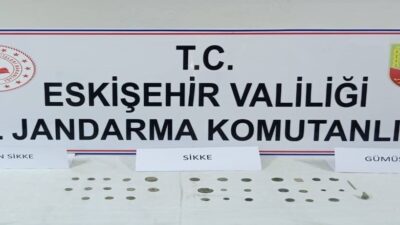 T.C.
ESKİŞEHİR VALİLİĞİ
JANDARMA KOMUTANLI
SİKKE
SİKKE
GÜMÜŞ